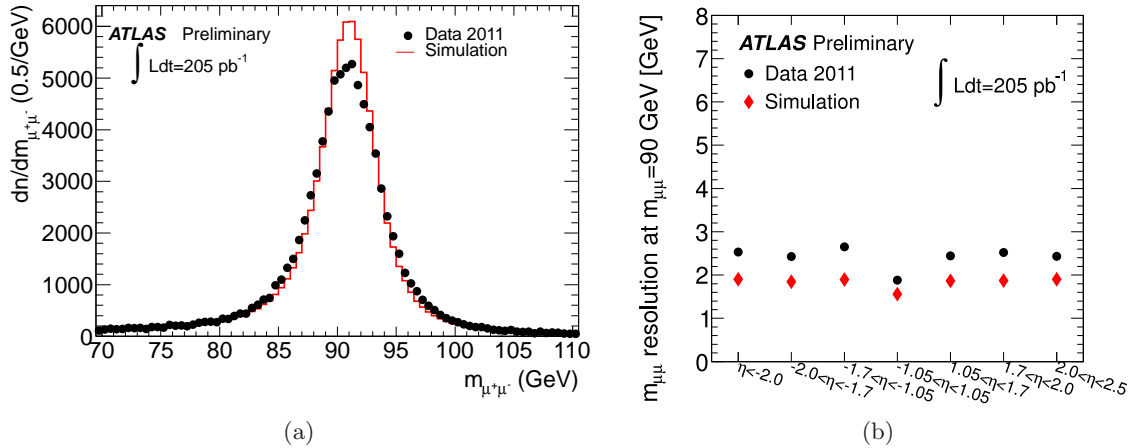 dn/dm_{μ⁺μ⁻} (0.5/GeV)
6000
5000
4000
3000
2000
1000
0
ATLAS Preliminary
∫ Ldt=205 pb⁻¹
Data 2011
Simulation
70 75 80 85 90 95 100 105 110
m_{μ⁺μ⁻} (GeV)
(a)
m_{μμ} resolution at m_{μμ}=90 GeV [GeV]
8
7
6
5
4
3
2
1
0
ATLAS Preliminary
Data 2011
Simulation
∫ Ldt=205 pb⁻¹
η<-2.0
-2.0<η<-1.7
-1.7<η<-1.05
-1.05<η<1.05
1.05<η<1.7
1.7<η<2.0
2.0<η<2.5
(b)